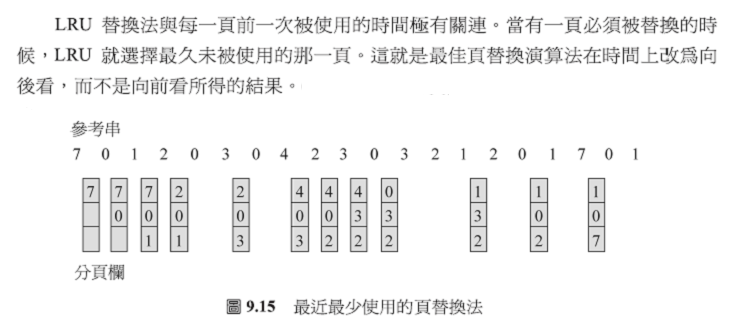 LRU 替換法與每一頁前一次被使用的時間極有關連。當有一頁必須被替換的時
候，LRU 就選擇最久未被使用的那一頁。這就是最佳頁替換演算法在時間上改為向
後看，而不是向前看所得的結果。
參考串
7 0 1 2 0 3 0 4 2 3 0 3 2 1 2 0 1 7 0 1
7 7 7 2 2 4 4 4 0 1 1 1
0 0 0 0 0 0 3 3 3 0 0
1 1 3 3 2 2 2 2 2 7
分頁欄
圖 9.15 最近最少使用的頁替換法